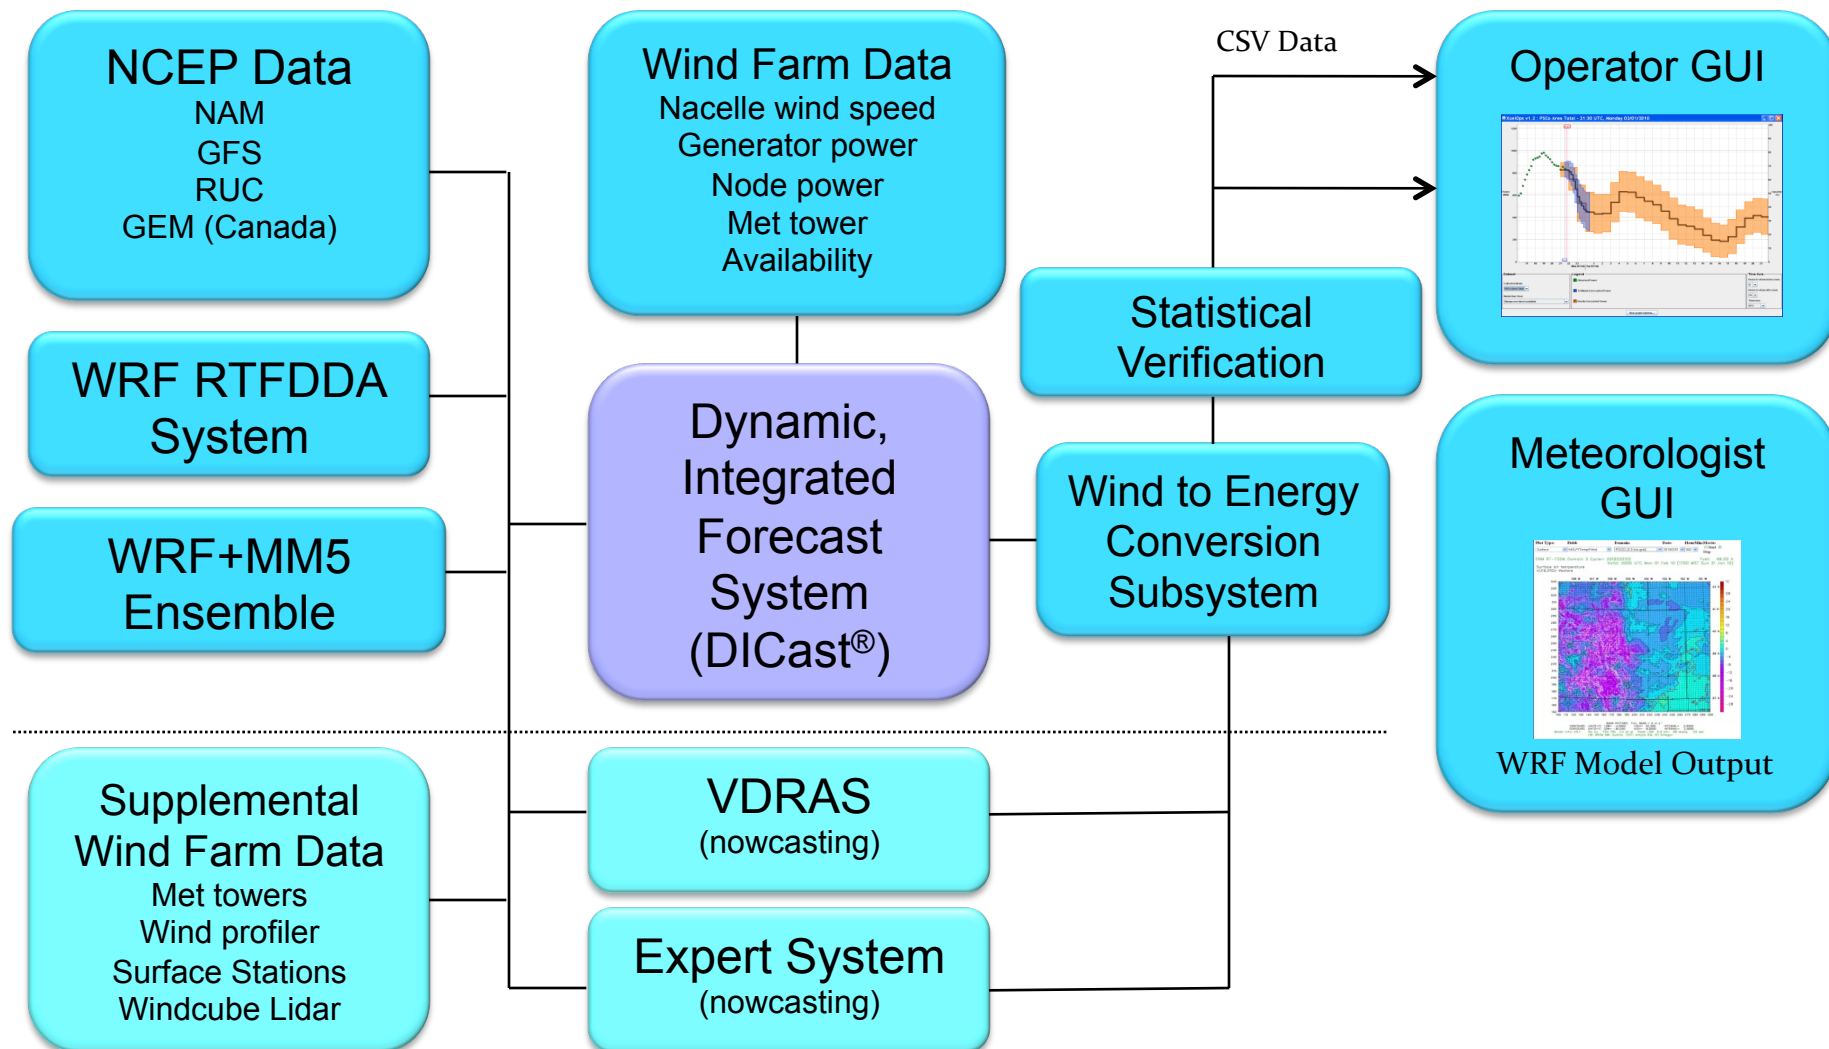 NCEP Data
NAM
GFS
RUC
GEM (Canada)
WRF RTFDDA
System
WRF+MM5
Ensemble
Supplemental
Wind Farm Data
Met towers
Wind profiler
Surface Stations
Windcube Lidar
Wind Farm Data
Nacelle wind speed
Generator power
Node power
Met tower
Availability
Dynamic,
Integrated
Forecast
System
(DICast®)
VDRAS
(nowcasting)
Expert System
(nowcasting)
Statistical
Verification
Wind to Energy
Conversion
Subsystem
CSV Data
Operator GUI
Meteorologist
GUI
WRF Model Output